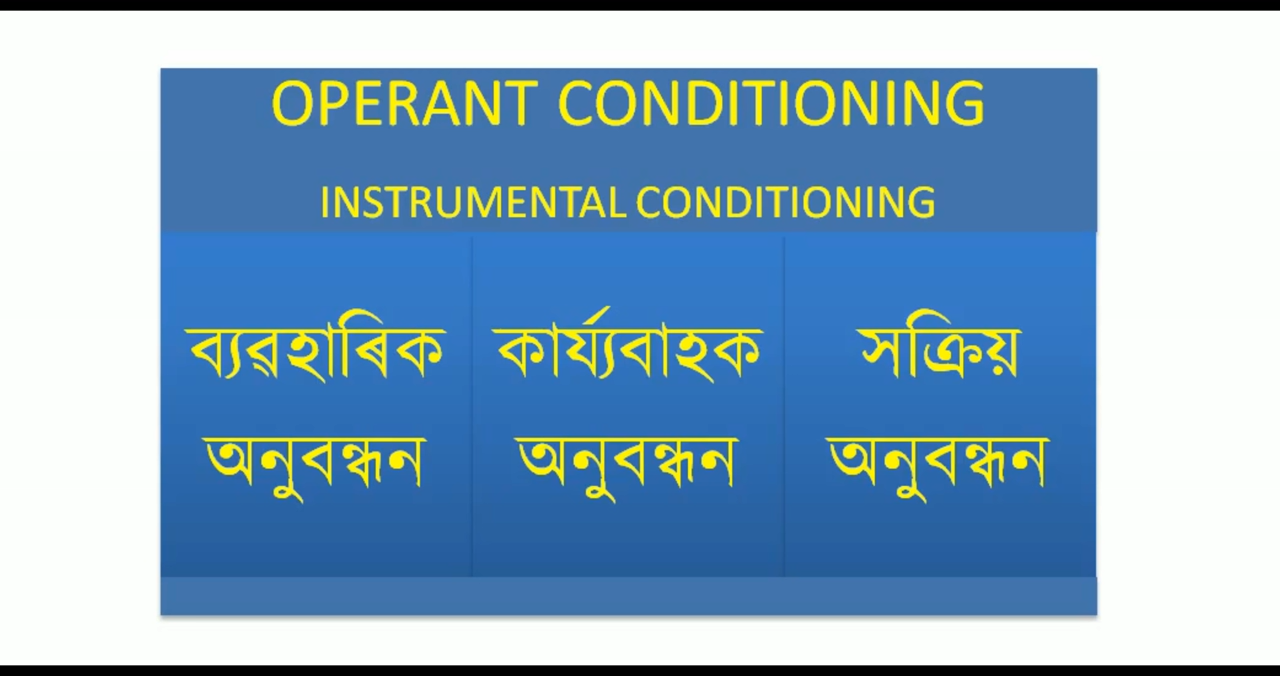 OPERANT CONDITIONING
INSTRUMENTAL CONDITIONING
ব্যৱহাৰিক
অনুবন্ধন
কাৰ্য্যবাহক
অনুবন্ধন
সক্ৰিয়
অনুবন্ধন